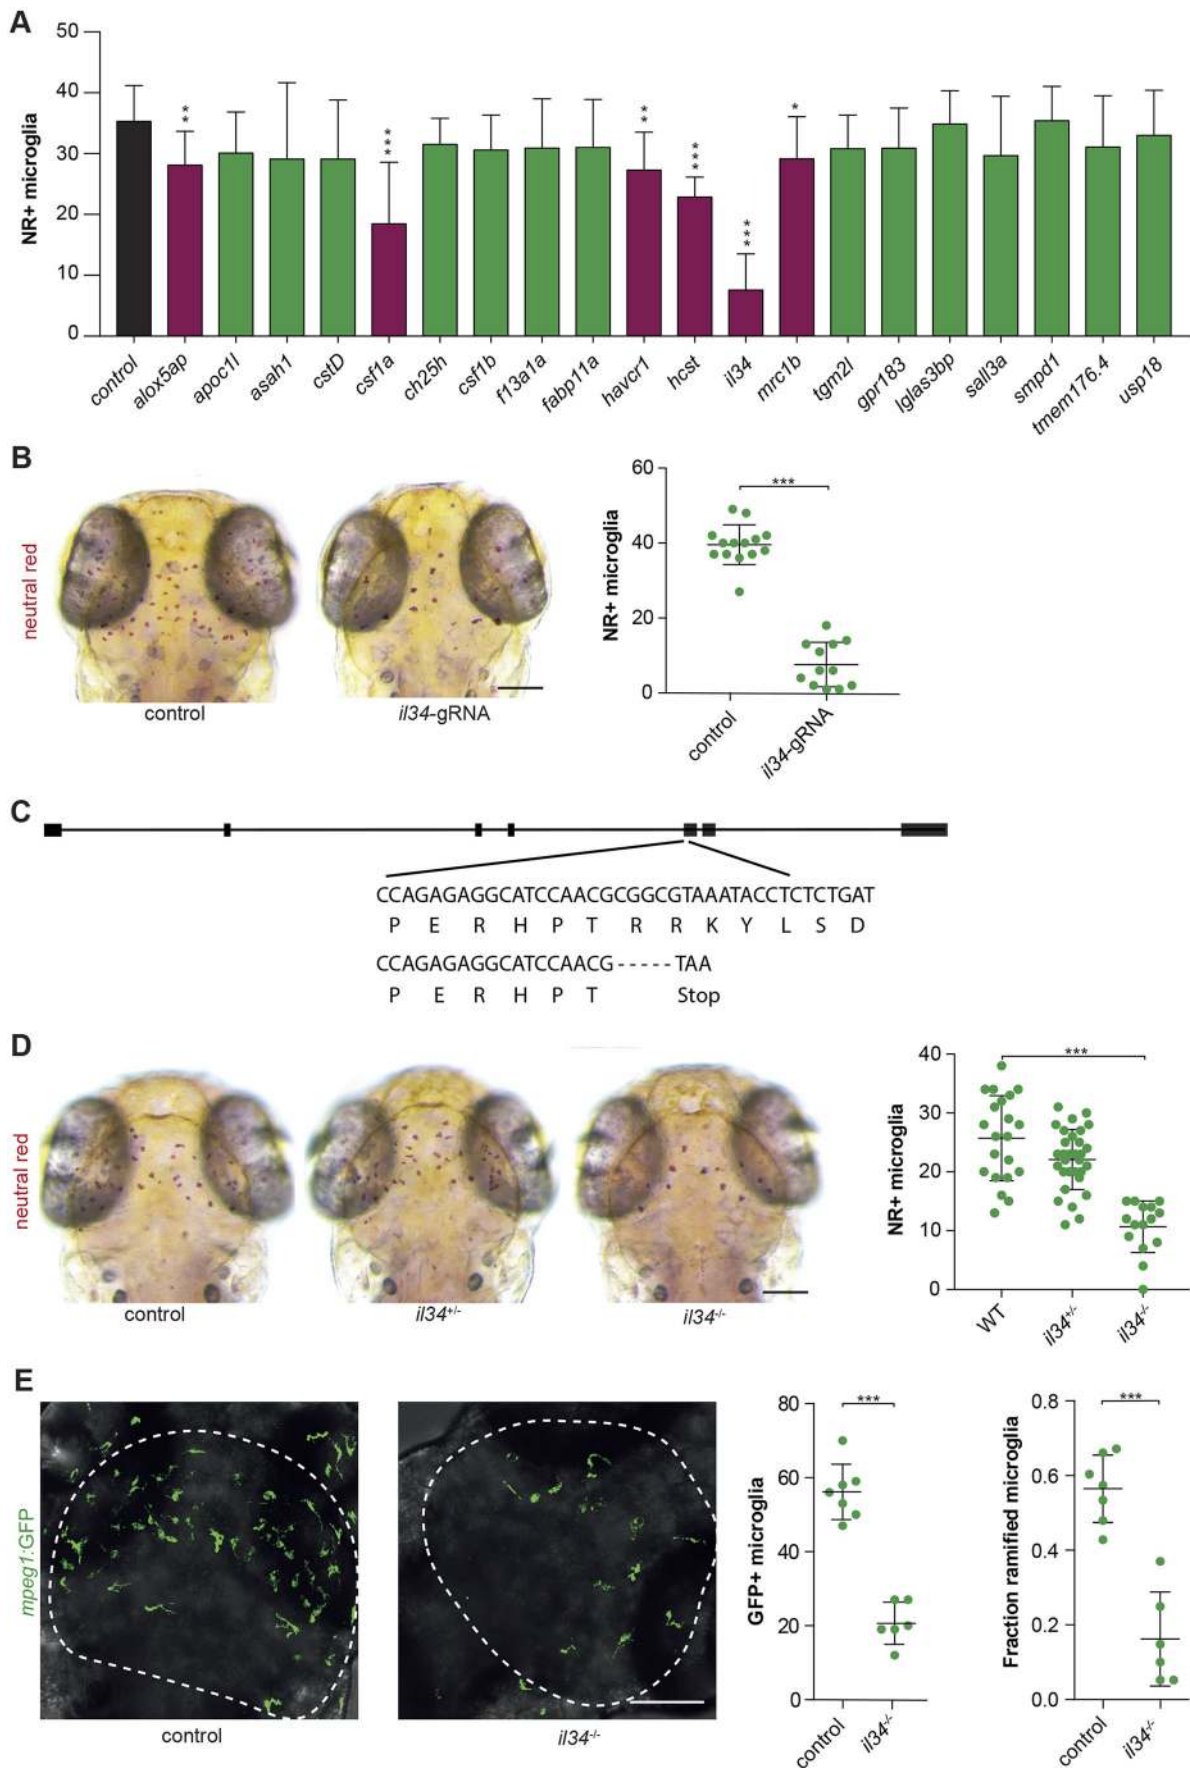 A
NR+ microglia
50
40
30
20
10
0
** *** ** *** *** *
control alox5ap apoc1l asah1 cstD csf1a ch25h csf1b f13a1a fabp11a havcr1 hcst il34 mrc1b tgm2l gpr183 lglas3bp sall3a smpd1 tmem176.4 usp18
B
neutral red
control
il34-gRNA
NR+ microglia
60
40
20
0
***
control il34-gRNA
C
CCAGAGAGGCATCCAACGCGGCGTAAATACCTCTCTGAT
P E R H P T R R K Y L S D
CCAGAGAGGCATCCAACG-----TAA
P E R H P T Stop
D
neutral red
control
il34+/-
il34-/-
NR+ microglia
40
30
20
10
0
***
WT il34+/- il34-/-
E
mpeg1:GFP
control
il34-/-
GFP+ microglia
80
60
40
20
0
***
control il34-/-
Fraction ramified microglia
0.8
0.6
0.4
0.2
0.0
***
control il34-/-